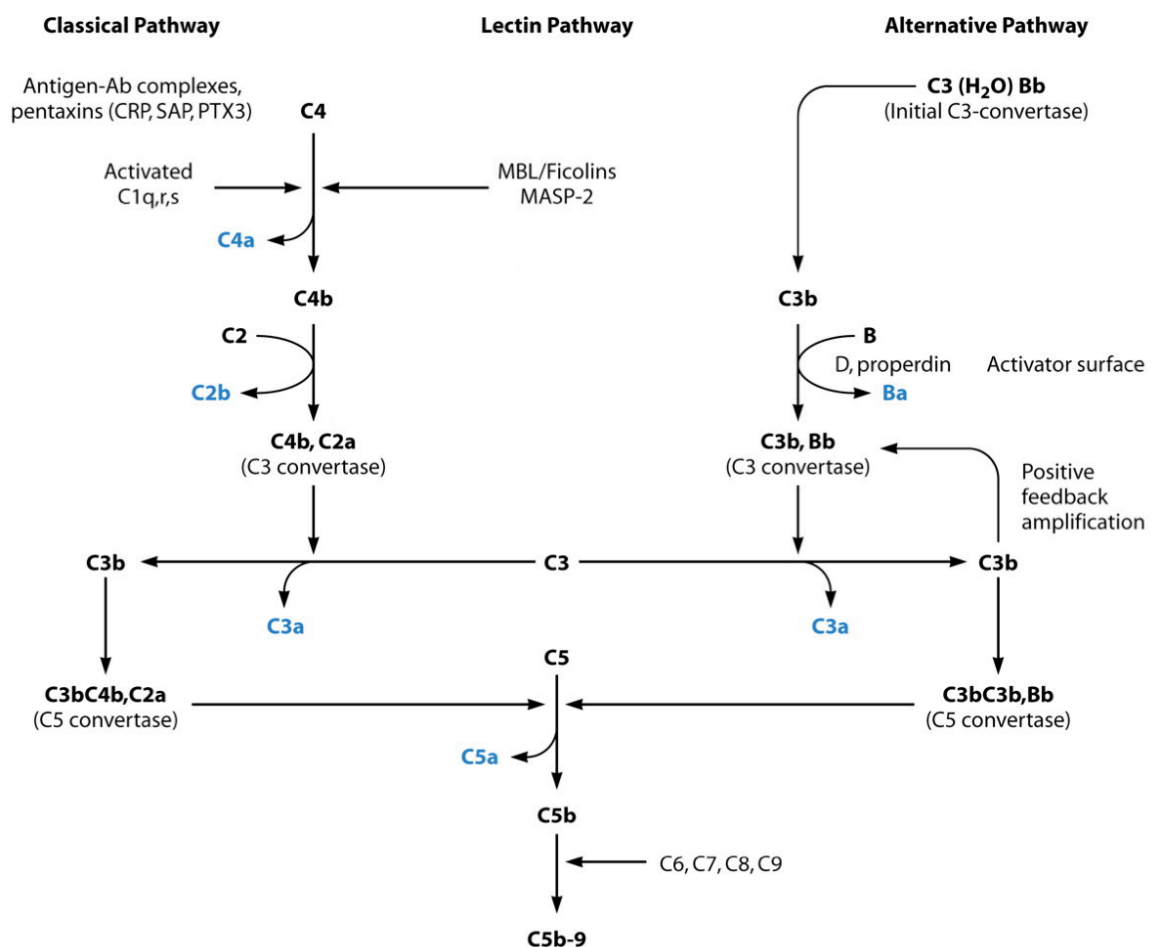 Classical Pathway
Lectin Pathway
Alternative Pathway
Antigen-Ab complexes,
pentaxins (CRP, SAP, PTX3)
C4
C3 (H₂O) Bb
(Initial C3-convertase)
Activated
C1q,r,s
MBL/Ficolins
MASP-2
C4a
C4b
C3b
C2
B
D, properdin
Activator surface
C2b
Ba
C4b, C2a
(C3 convertase)
C3b, Bb
(C3 convertase)
Positive
feedback
amplification
C3b
C3
C3b
C3a
C3a
C5
C3bC4b,C2a
(C5 convertase)
C3bC3b,Bb
(C5 convertase)
C5a
C5b
C6, C7, C8, C9
C5b-9